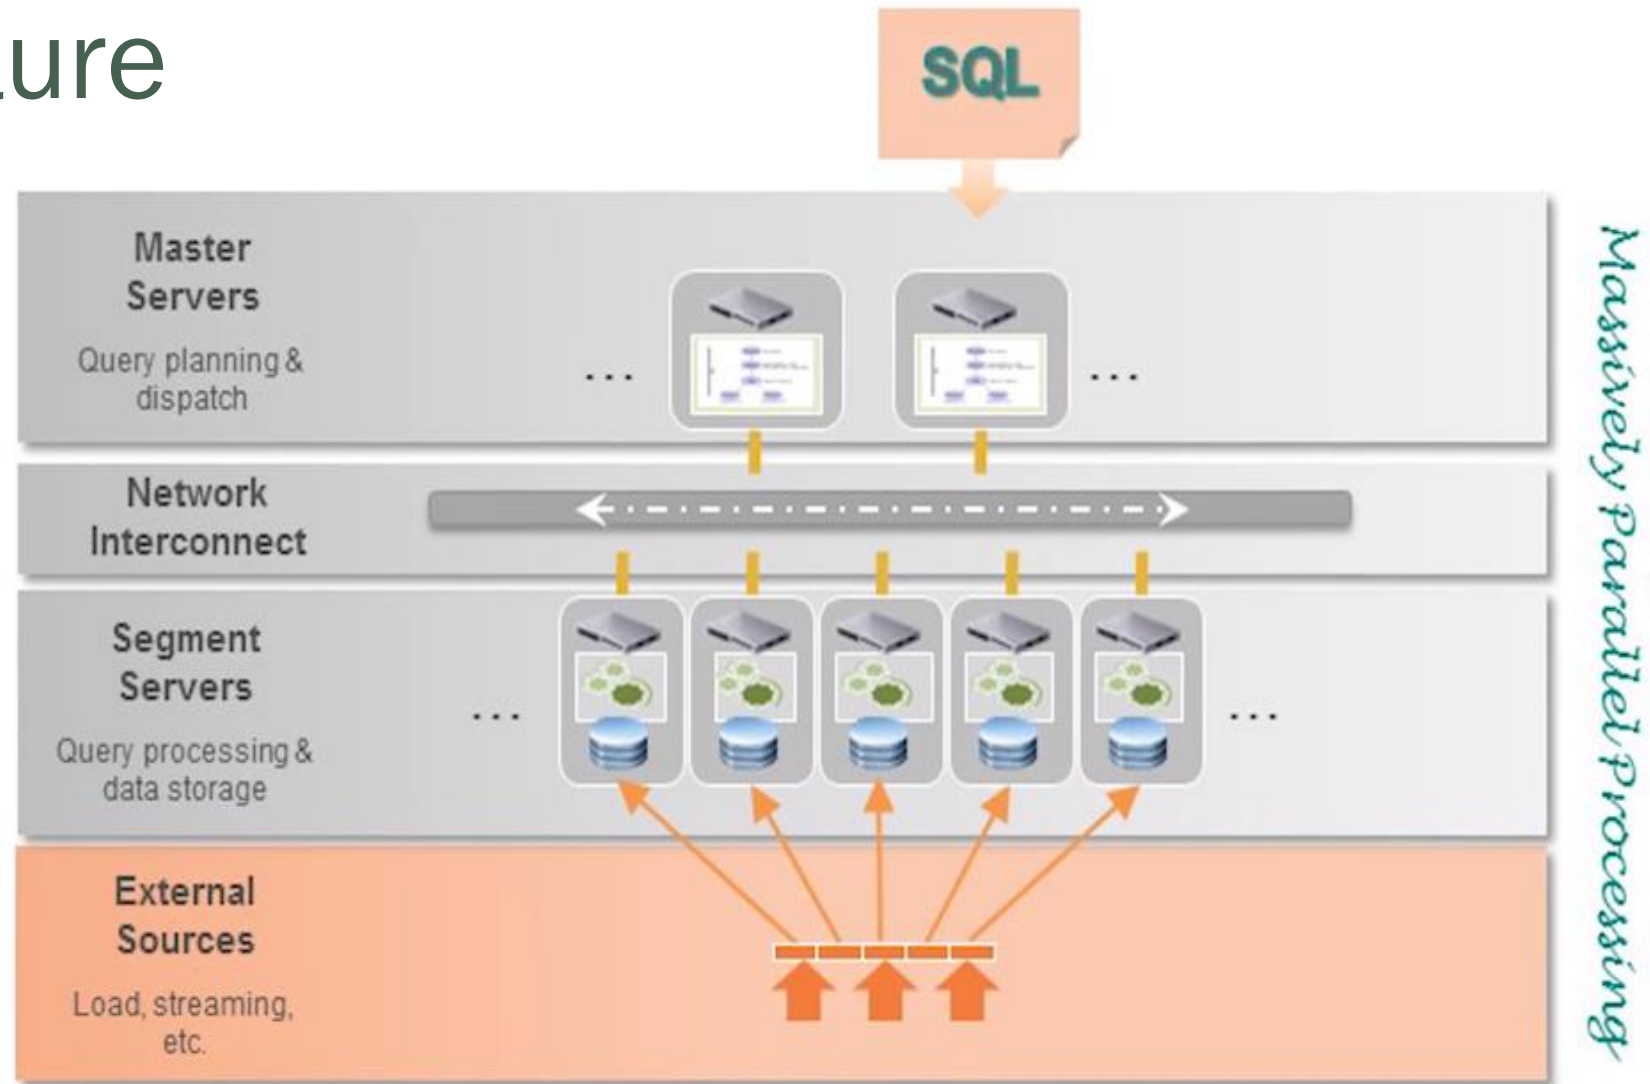 ure
SQL
Master
Servers
Query planning &
dispatch
...
...
Network
Interconnect
Segment
Servers
Query processing &
data storage
...
...
External
Sources
Load, streaming,
etc.
Massively Parallel Processing